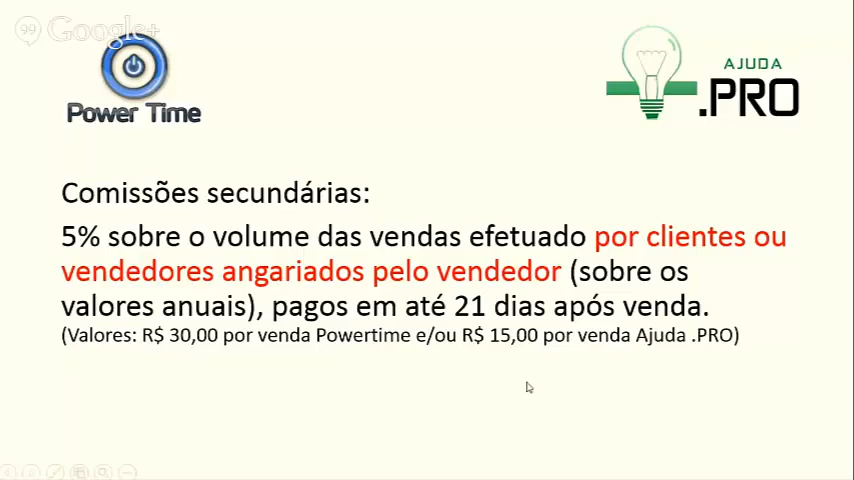 Google+
Power Time
AJUDA
.PRO
Comissões secundárias:
5% sobre o volume das vendas efetuado por clientes ou
vendedores angariados pelo vendedor (sobre os
valores anuais), pagos em até 21 dias após venda.
(Valores: R$ 30,00 por venda Powertime e/ou R$ 15,00 por venda Ajuda .PRO)